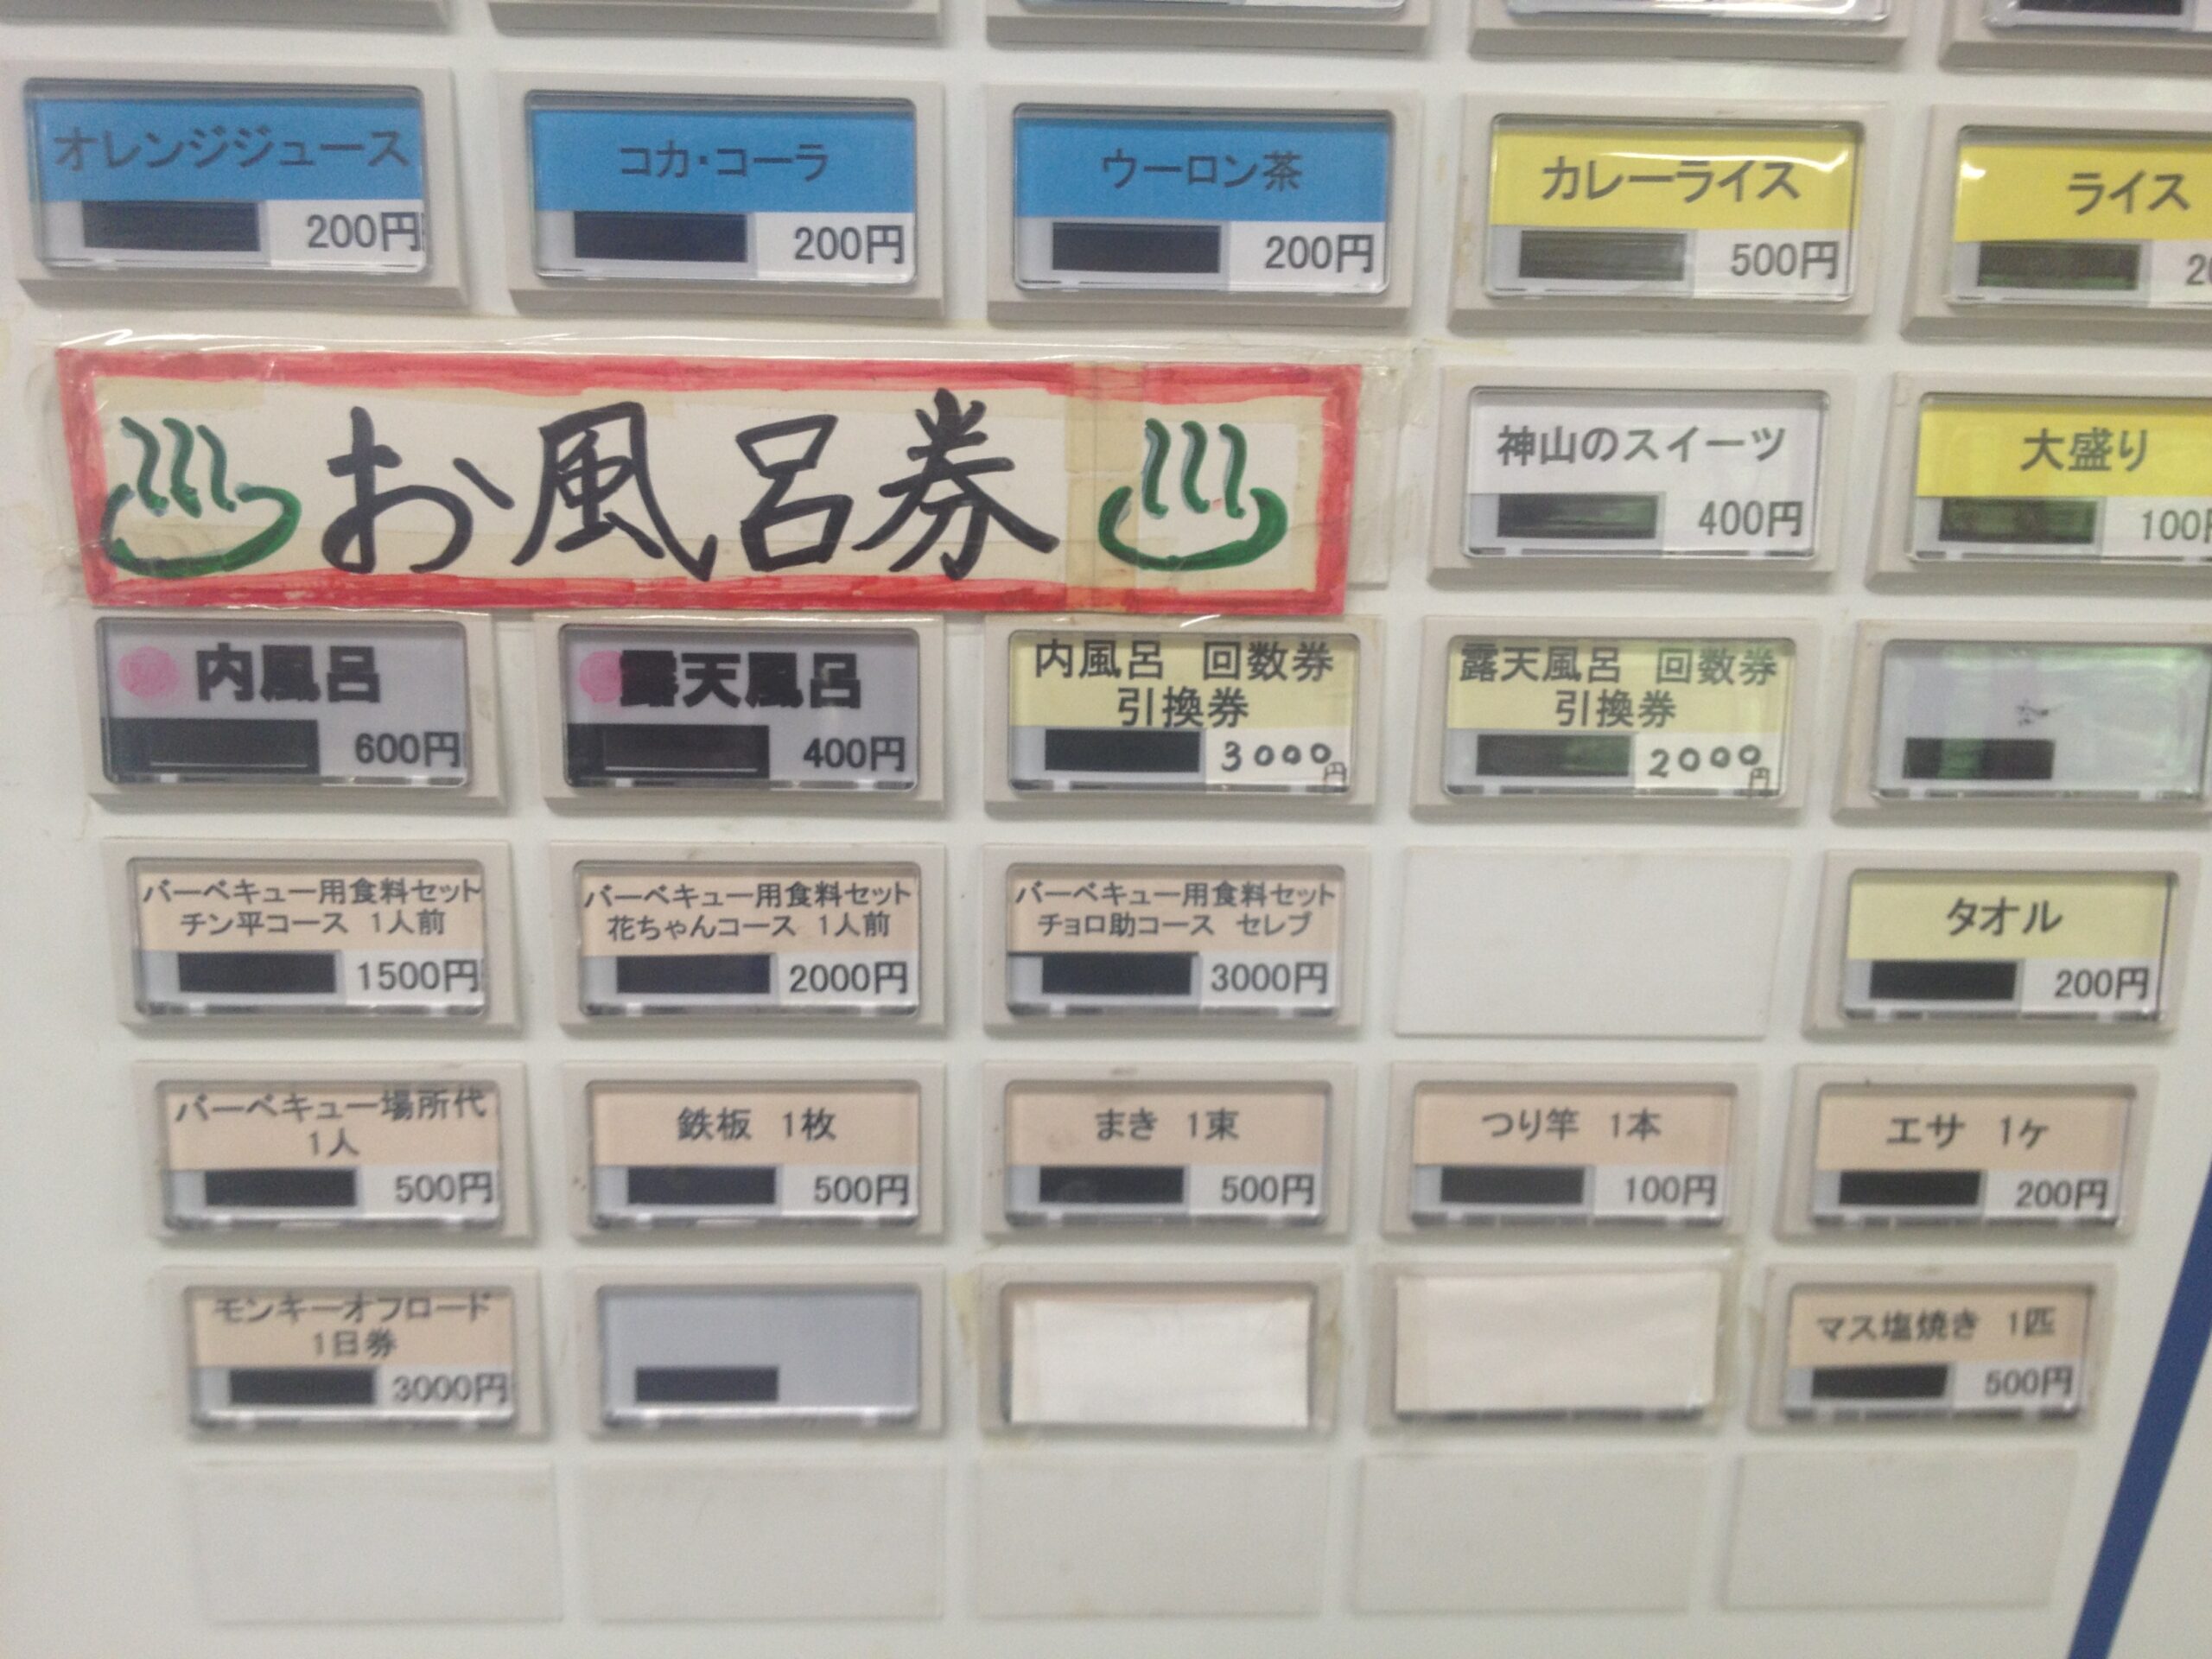 オレンジジュース
200円
コカ・コーラ
200円
ウーロン茶
200円
カレーライス
500円
ライス
お風呂券
神山のスイーツ
400円
大盛り
100円
内風呂
600円
露天風呂
400円
内風呂 回数券
引換券
3000円
露天風呂 回数券
引換券
2000円
バーベキュー用食料セット
チン平コース 1人前
1500円
バーベキュー用食料セット
花ちゃんコース 1人前
2000円
バーベキュー用食料セット
チョロ助コース セレブ
3000円
タオル
200円
バーベキュー場所代
1人
500円
鉄板 1枚
500円
まき 1束
500円
つり竿 1本
100円
エサ 1ヶ
200円
モンキーオフロード
1日券
3000円
マス塩焼き 1匹
500円